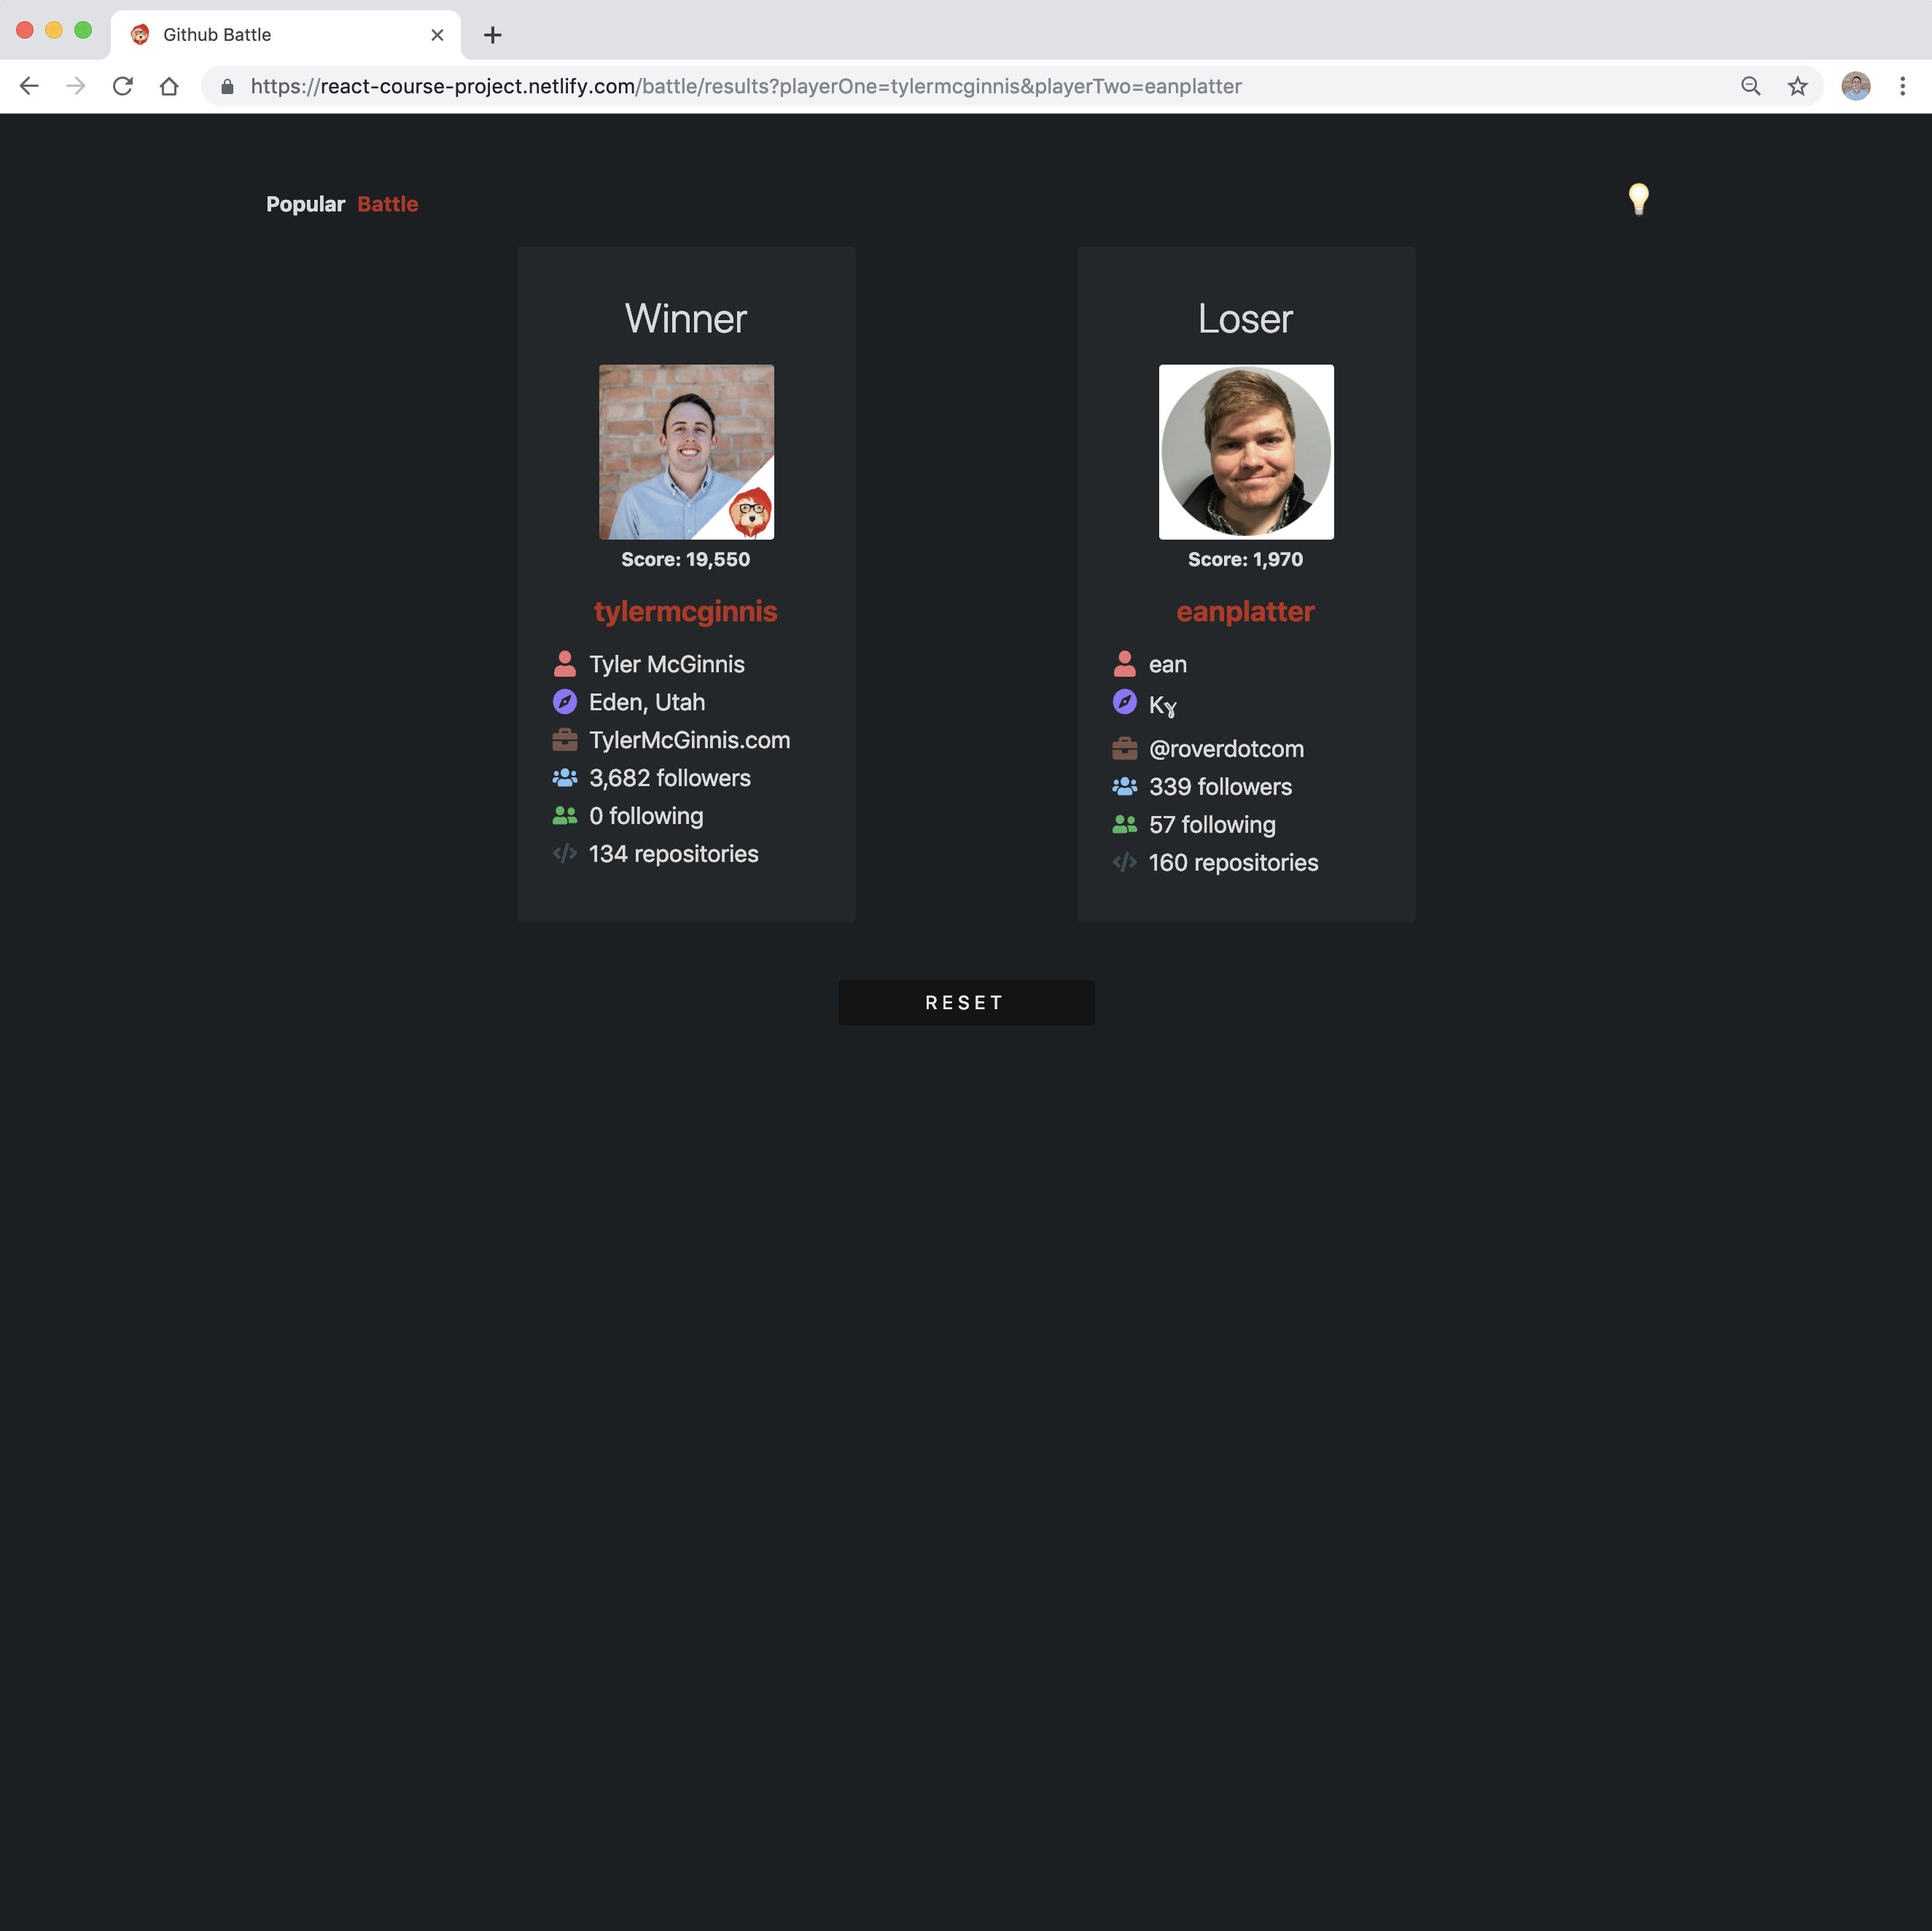 Github Battle
https://react-course-project.netlify.com/battle/results?playerOne=tylermcginnis&playerTwo=eanplatter
Popular Battle
Winner
Score: 19,550
tylermcginnis
Tyler McGinnis
Eden, Utah
TylerMcGinnis.com
3,682 followers
0 following
134 repositories
Loser
Score: 1,970
eanplatter
ean
@roverdotcom
339 followers
57 following
160 repositories
RESET